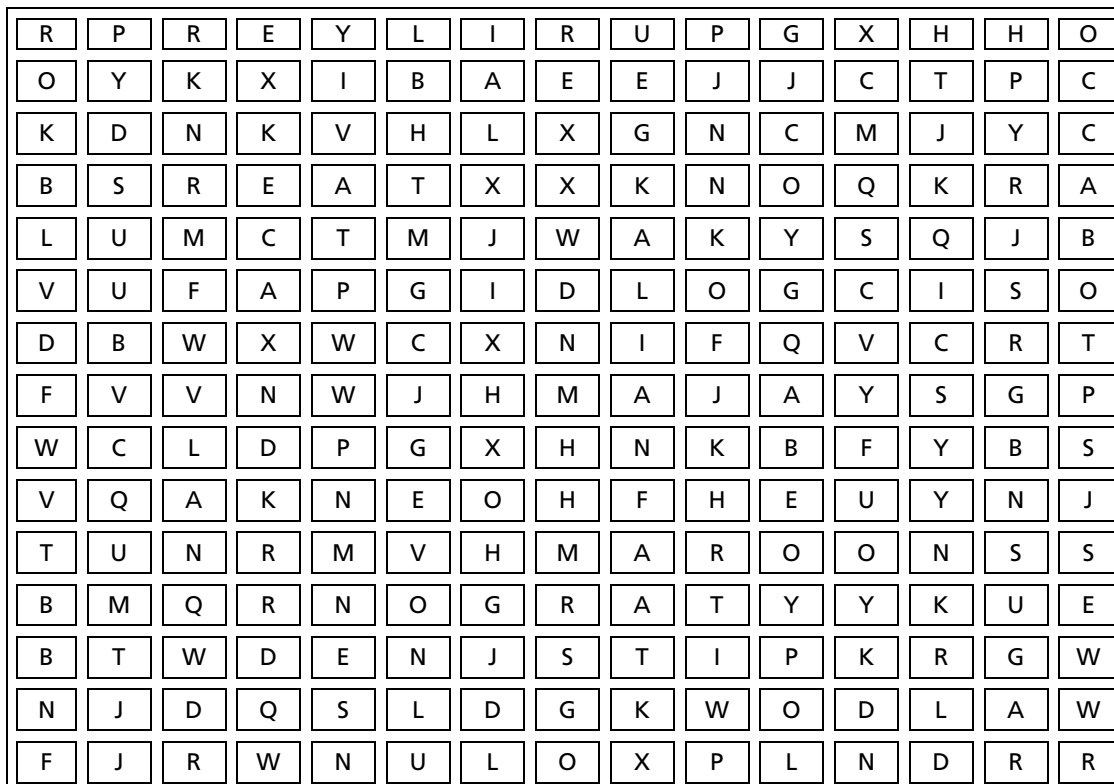 R P R E Y L I R U P G X H H O
O Y K X I B A E E J J C T P C
K D N K V H L X G N C M J Y C
B S R E A T X X K N O Q K R A
L U M C T M J W A K Y S Q J B
V U F A P G I D L O G C I S O
D B W X W C X N I F Q V C R T
F V V N W J H M A J A Y S G P
W C L D P G X H N K B F Y B S
V Q A K N E O H F H E U Y N J
T U N R M V H M A R O O N S S
B M Q R N O G R A T Y Y K U E
B T W D E N J S T I P K R G W
N J D Q S L D G K W O D L A W
F J R W N U L O X P L N D R R